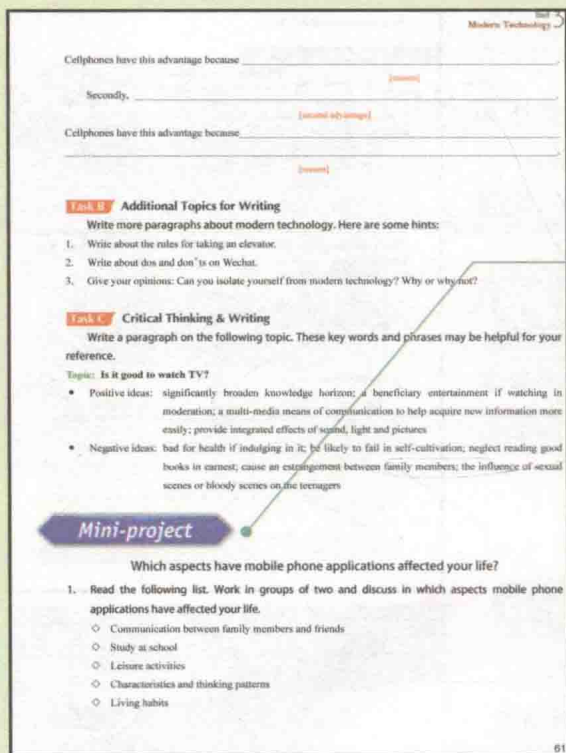 Unit 3
Modern Technology
Cellphones have this advantage because
[reason]
Secondly,
[second advantage]
Cellphones have this advantage because
[reason]
Task B Additional Topics for Writing
Write more paragraphs about modern technology. Here are some hints:
1. Write about the rules for taking an elevator.
2. Write about dos and don'ts on Wechat.
3. Give your opinions: Can you isolate yourself from modern technology? Why or why not?
Task C Critical Thinking & Writing
Write a paragraph on the following topic. These key words and phrases may be helpful for your
reference.
Topic: Is it good to watch TV?
• Positive ideas: significantly broaden knowledge horizon; a beneficiary entertainment if watching in
moderation; a multi-media means of communication to help acquire new information more
easily; provide integrated effects of sound, light and pictures
• Negative ideas: bad for health if indulging in it; be likely to fail in self-cultivation; neglect reading good
books in earnest; cause an estrangement between family members; the influence of sexual
scenes or bloody scenes on the teenagers
Mini-project
Which aspects have mobile phone applications affected your life?
1. Read the following list. Work in groups of two and discuss in which aspects mobile phone
applications have affected your life.
◇ Communication between family members and friends
◇ Study at school
◇ Leisure activities
◇ Characteristics and thinking patterns
◇ Living habits
61